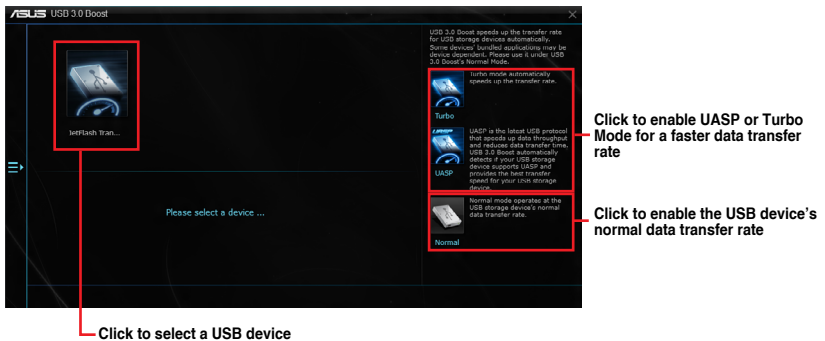 ASUS USB 3.0 Boost
USB 3.0 Boost speeds up the transfer rate
for USB storage devices automatically.
Some devices' bundled applications may be
device dependent. Please use it under USB
3.0 Boost's Normal Mode.
JetFlash Tran...
Turbo mode automatically
speeds up the transfer rate.
Turbo
UASP is the latest USB protocol
that speeds up data throughput
and reduces data transfer time.
USB 3.0 Boost automatically
detects if your USB storage
device supports UASP and
provides the best transfer
speed for your USB storage
device.
UASP
Please select a device ...
Normal mode operates at the
USB storage device's normal
data transfer rate.
Normal
Click to enable UASP or Turbo
Mode for a faster data transfer
rate
Click to enable the USB device's
normal data transfer rate
Click to select a USB device